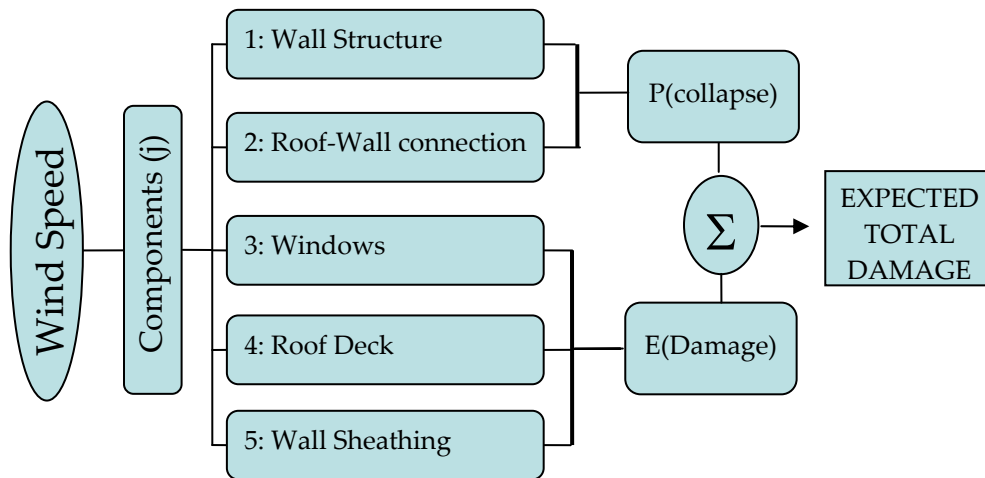 Wind Speed
Components (j)
1: Wall Structure
2: Roof-Wall connection
3: Windows
4: Roof Deck
5: Wall Sheathing
P(collapse)
Σ
E(Damage)
EXPECTED
TOTAL
DAMAGE